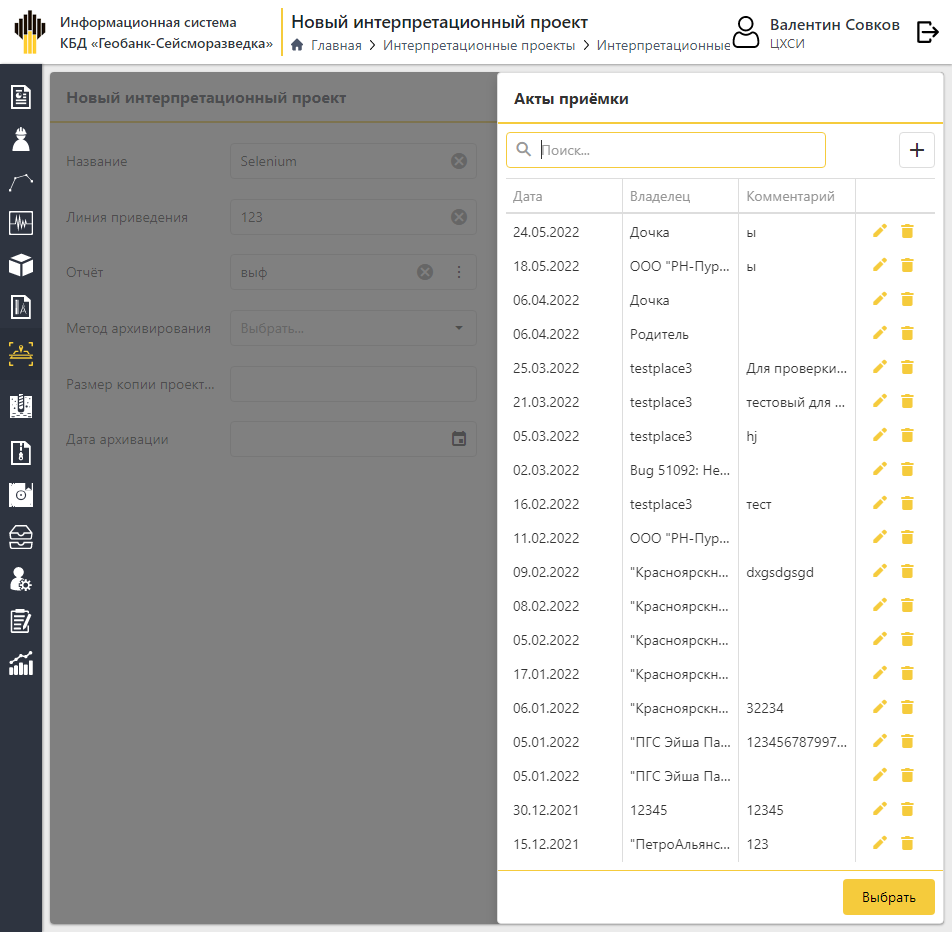 Информационная система
КБД «Геобанк-Сейсморазведка»
Новый интерпретационный проект
Главная > Интерпретационные проекты > Интерпретационные
Валентин Совков
ЦХСИ
Новый интерпретационный проект
Название Selenium
Линия приведения 123
Отчёт выф
Метод архивирования Выбрать...
Размер копии проект...
Дата архивации
Акты приёмки
Поиск...
Дата Владелец Комментарий
24.05.2022 Дочка ы
18.05.2022 ООО "РН-Пур... ы
06.04.2022 Дочка
06.04.2022 Родитель
25.03.2022 testplace3 Для проверки...
21.03.2022 testplace3 тестовый для ...
05.03.2022 testplace3 hj
02.03.2022 Bug 51092: Не...
16.02.2022 testplace3 тест
11.02.2022 ООО "РН-Пур...
09.02.2022 "Красноярскн... dxgsdgsgd
08.02.2022 "Красноярскн...
05.02.2022 "Красноярскн...
17.01.2022 "Красноярскн...
06.01.2022 "Красноярскн... 32234
05.01.2022 "ПГС Эйша Па... 123456787997...
05.01.2022 "ПГС Эйша Па...
30.12.2021 12345 12345
15.12.2021 "ПетроАльянс... 123
Выбрать